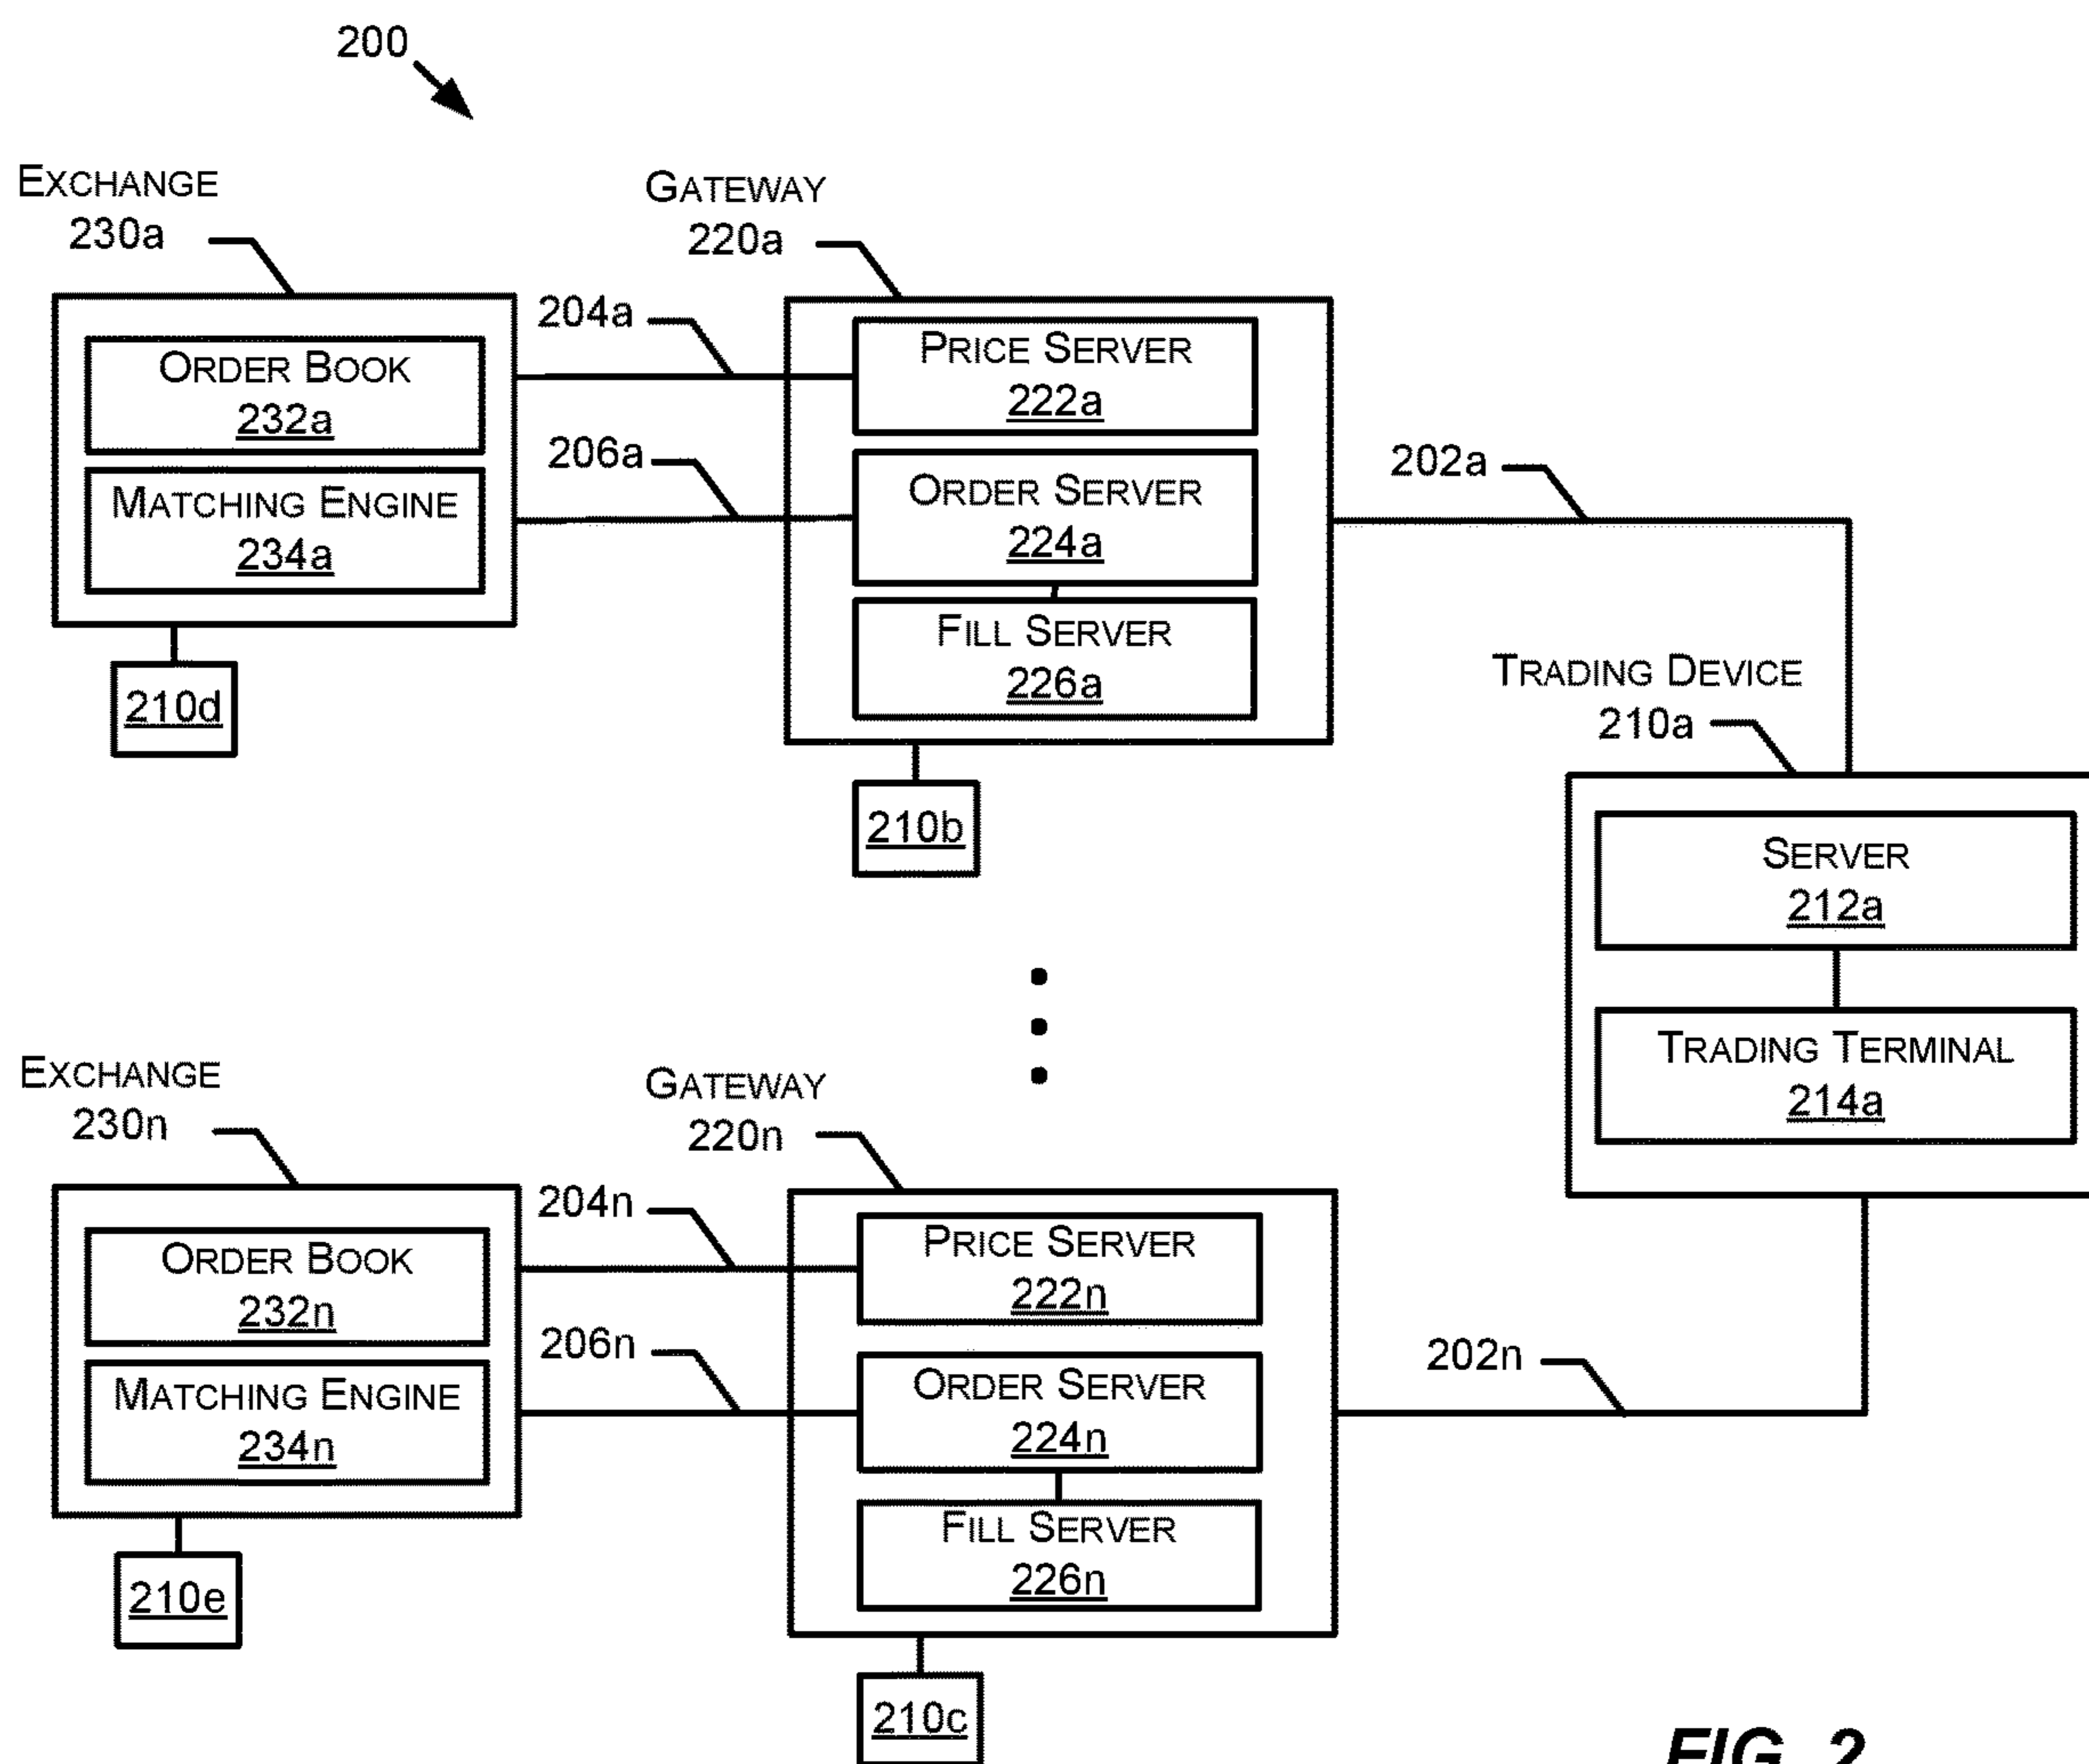 200
EXCHANGE
230a
GATEWAY
220a
204a
206a
ORDER BOOK
232a
MATCHING ENGINE
234a
210d
PRICE SERVER
222a
ORDER SERVER
224a
FILL SERVER
226a
210b
202a
TRADING DEVICE
210a
SERVER
212a
TRADING TERMINAL
214a
EXCHANGE
230n
GATEWAY
220n
204n
206n
ORDER BOOK
232n
MATCHING ENGINE
234n
210e
PRICE SERVER
222n
ORDER SERVER
224n
FILL SERVER
226n
210c
202n
FIG. 2